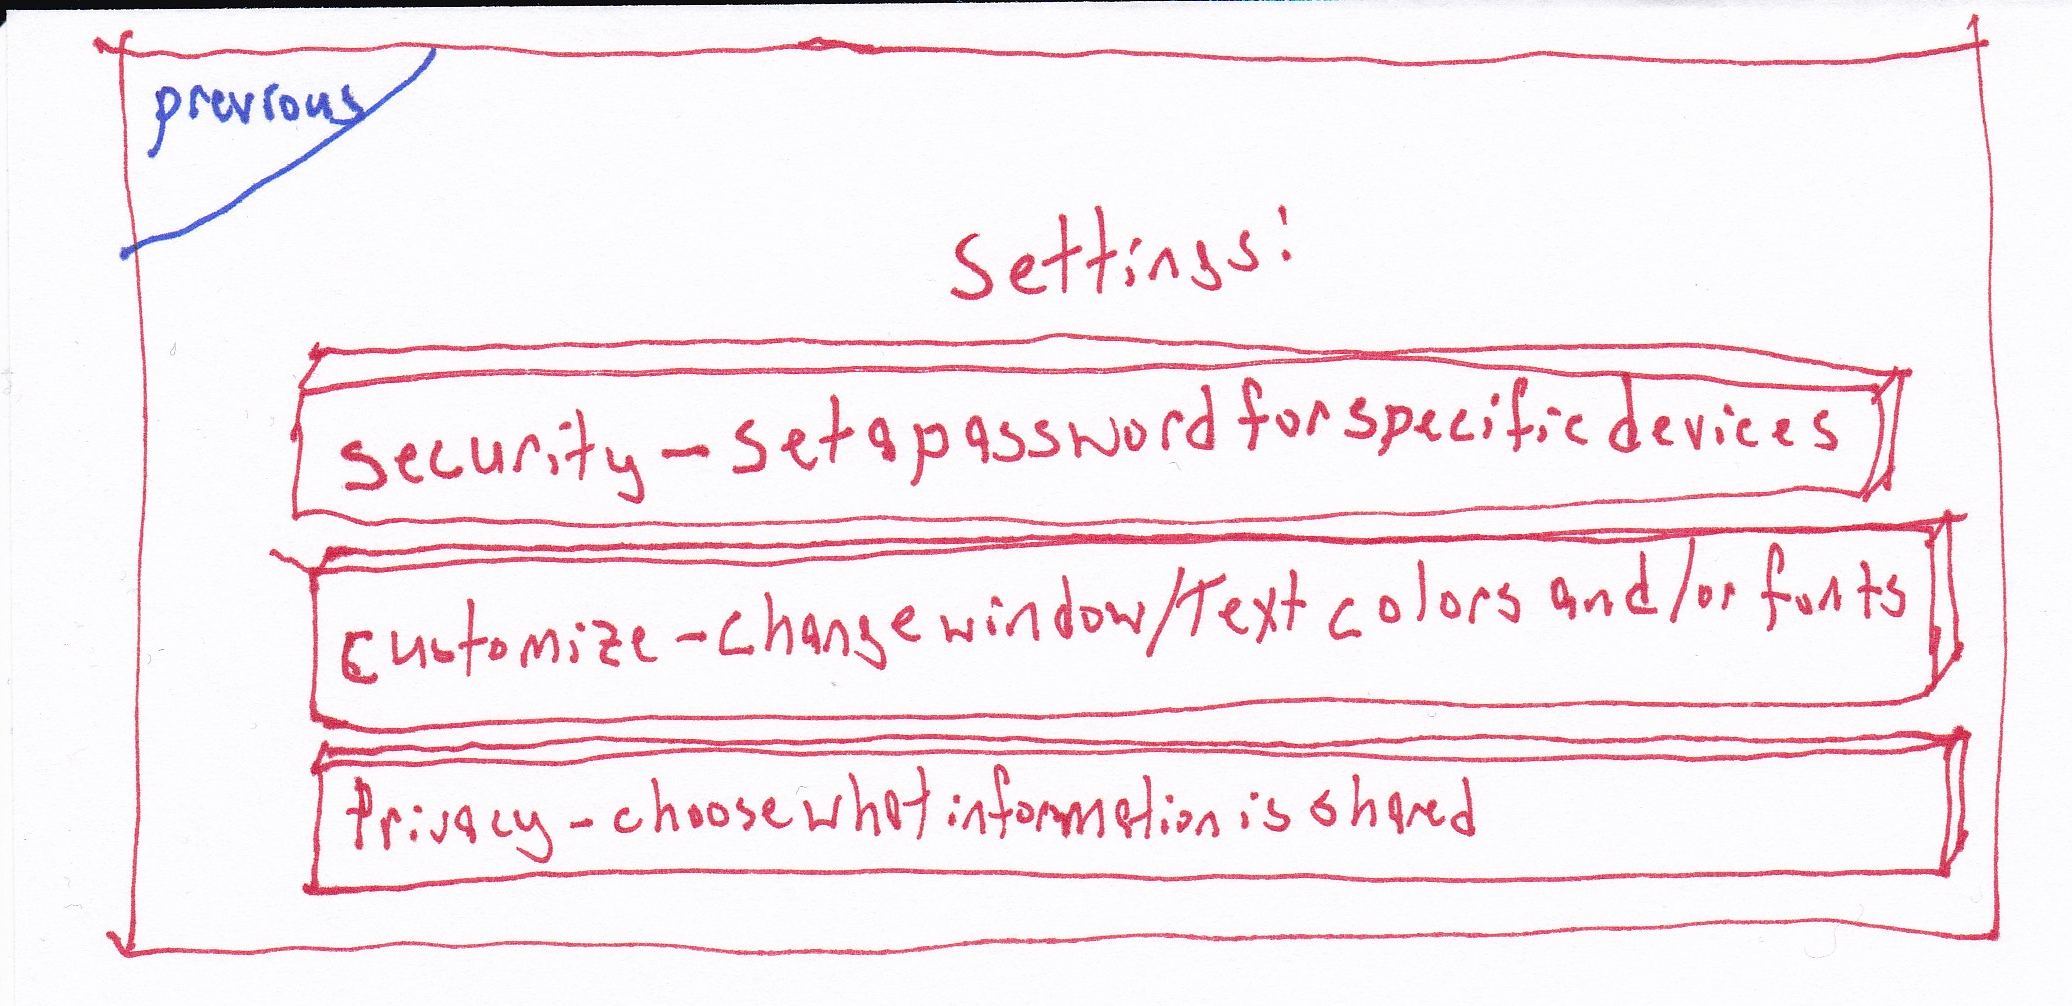 previous
Settings:
Security - Set a password for specific devices
Customize - Change window/Text colors and/or fonts
Privacy - choose what information is shared